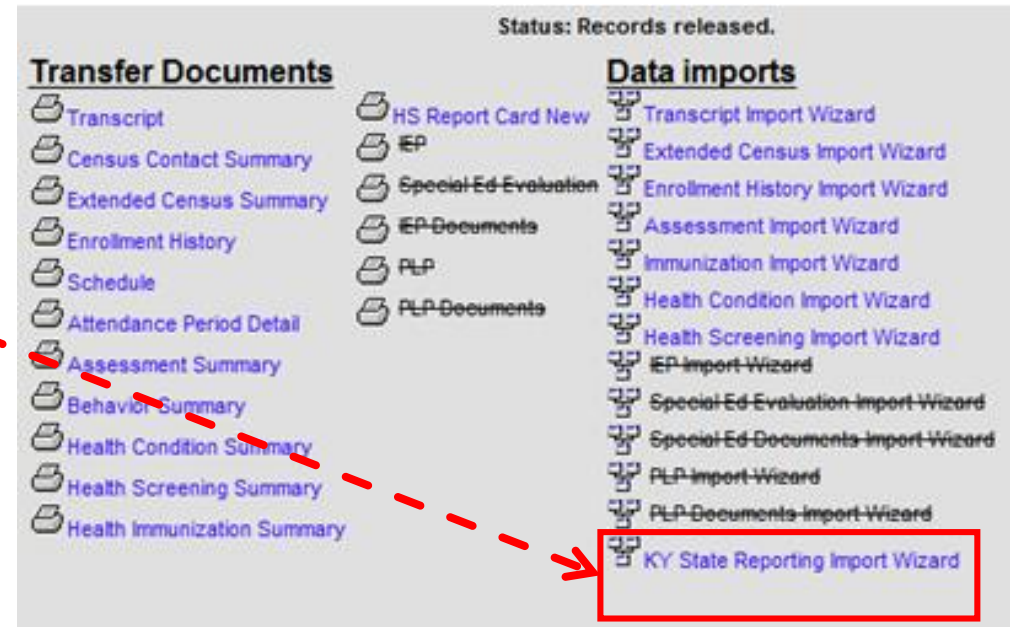 Status: Records released.
Transfer Documents
Transcript
Census Contact Summary
Extended Census Summary
Enrollment History
Schedule
Attendance Period Detail
Assessment Summary
Behavior Summary
Health Condition Summary
Health Screening Summary
Health Immunization Summary
HS Report Card New
IEP
Special Ed Evaluation
IEP Documents
PLP
PLP Documents
Data imports
Transcript Import Wizard
Extended Census Import Wizard
Enrollment History Import Wizard
Assessment Import Wizard
Immunization Import Wizard
Health Condition Import Wizard
Health Screening Import Wizard
IEP Import Wizard
Special Ed Evaluation Import Wizard
Special Ed Documents Import Wizard
PLP Import Wizard
PLP Documents Import Wizard
KY State Reporting Import Wizard